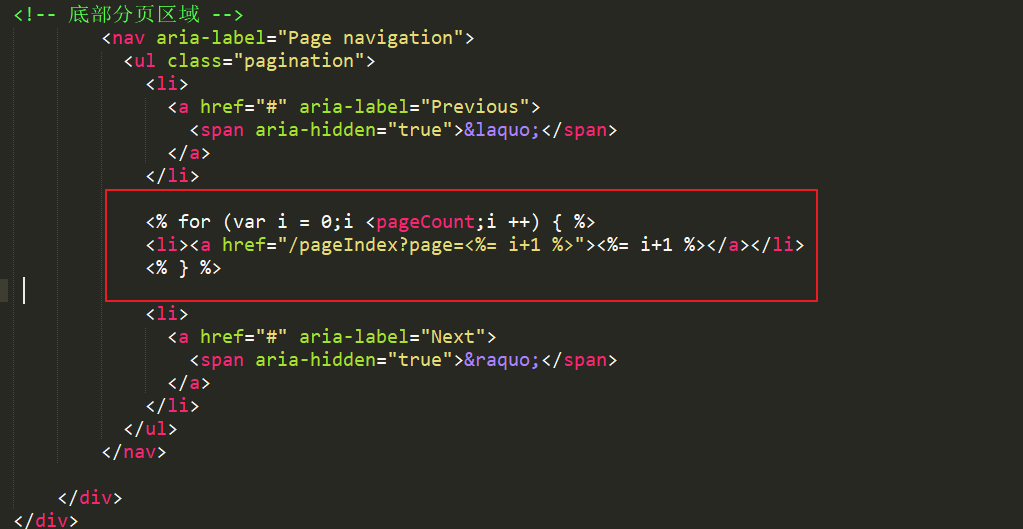 <!-- 底部分页区域 -->
<nav aria-label="Page navigation">
<ul class="pagination">
<li>
<a href="#" aria-label="Previous">
<span aria-hidden="true">&laquo;</span>
</a>
</li>
<% for (var i = 0;i <pageCount;i ++) { %>
<li><a href="/pageIndex?page=<%= i+1 %>"><%= i+1 %></a></li>
<% } %>
<li>
<a href="#" aria-label="Next">
<span aria-hidden="true">&raquo;</span>
</a>
</li>
</ul>
</nav>
</div>
</div>